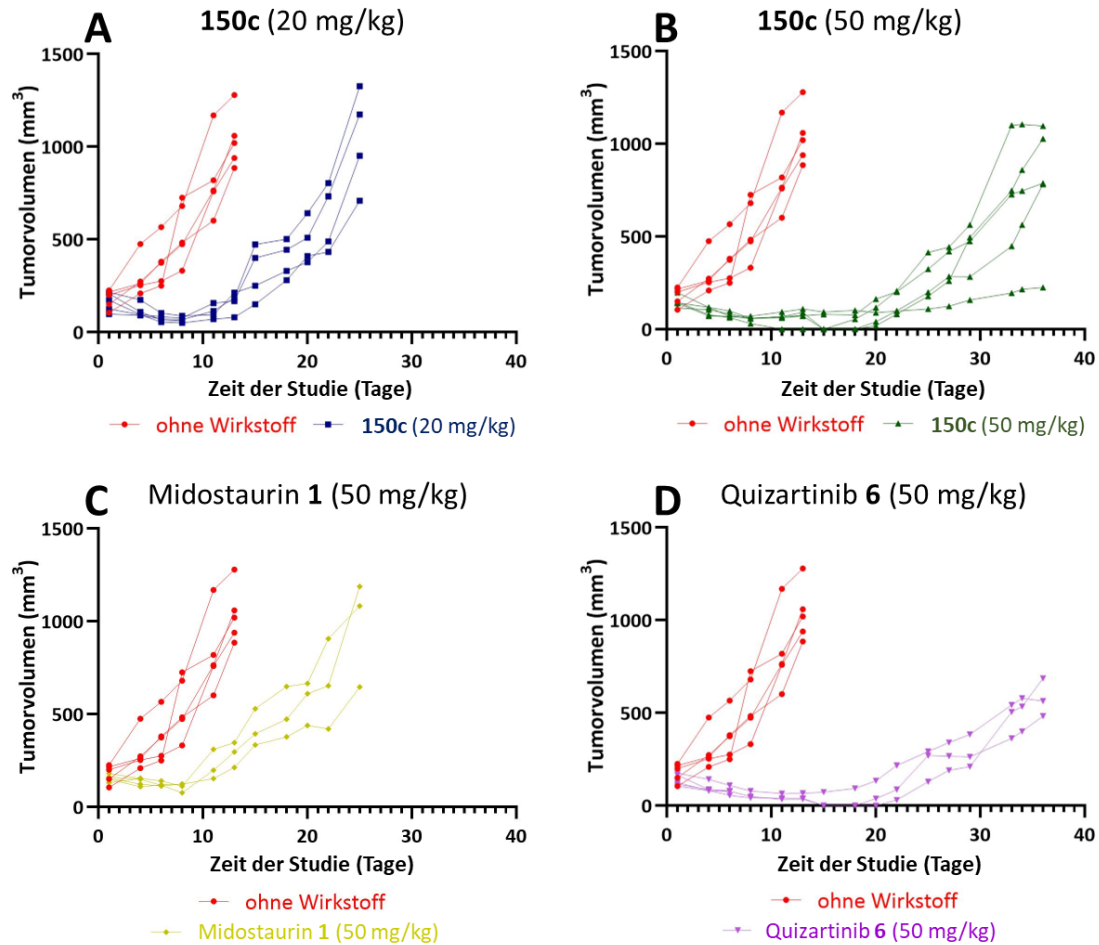 A
150c (20 mg/kg)
Tumorvolumen (mm³)
1500
1000
500
0
0 10 20 30 40
Zeit der Studie (Tage)
ohne Wirkstoff 150c (20 mg/kg)
B
150c (50 mg/kg)
Tumorvolumen (mm³)
1500
1000
500
0
0 10 20 30 40
Zeit der Studie (Tage)
ohne Wirkstoff 150c (50 mg/kg)
C
Midostaurin 1 (50 mg/kg)
Tumorvolumen (mm³)
1500
1000
500
0
0 10 20 30 40
Zeit der Studie (Tage)
ohne Wirkstoff
Midostaurin 1 (50 mg/kg)
D
Quizartinib 6 (50 mg/kg)
Tumorvolumen (mm³)
1500
1000
500
0
0 10 20 30 40
Zeit der Studie (Tage)
ohne Wirkstoff
Quizartinib 6 (50 mg/kg)